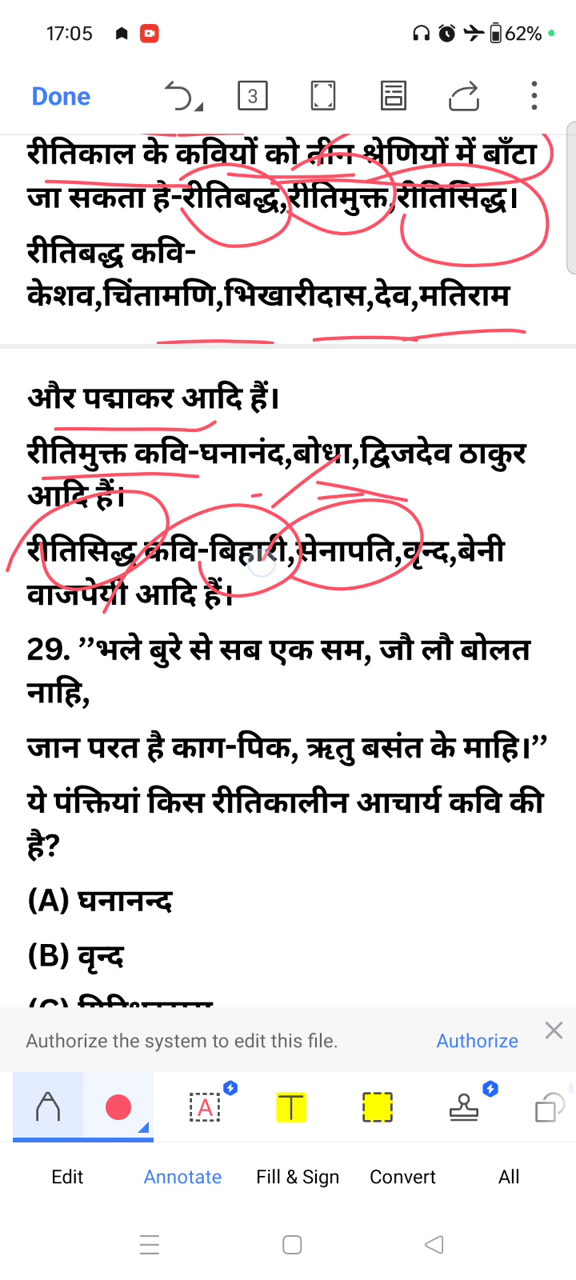 17:05
62%
Done
3
रीतिकाल के कवियों को तीन श्रेणियों में बाँटा
जा सकता है-रीतिबद्ध,रीतिमुक्त,रीतिसिद्ध।
रीतिबद्ध कवि-
केशव,चिंतामणि,भिखारीदास,देव,मतिराम
और पद्माकर आदि हैं।
रीतिमुक्त कवि-घनानंद,बोधा,द्विजदेव ठाकुर
आदि हैं।
रीतिसिद्ध कवि-बिहारी,सेनापति,वृन्द,बेनी
वाजपेयी आदि हैं।
29. ”भले बुरे से सब एक सम, जौ लौ बोलत
नाहि,
जान परत है काग-पिक, ऋतु बसंत के माहि।”
ये पंक्तियां किस रीतिकालीन आचार्य कवि की
है?
(A) घनानन्द
(B) वृन्द
Authorize the system to edit this file.
Authorize
A
T
Edit
Annotate
Fill & Sign
Convert
All